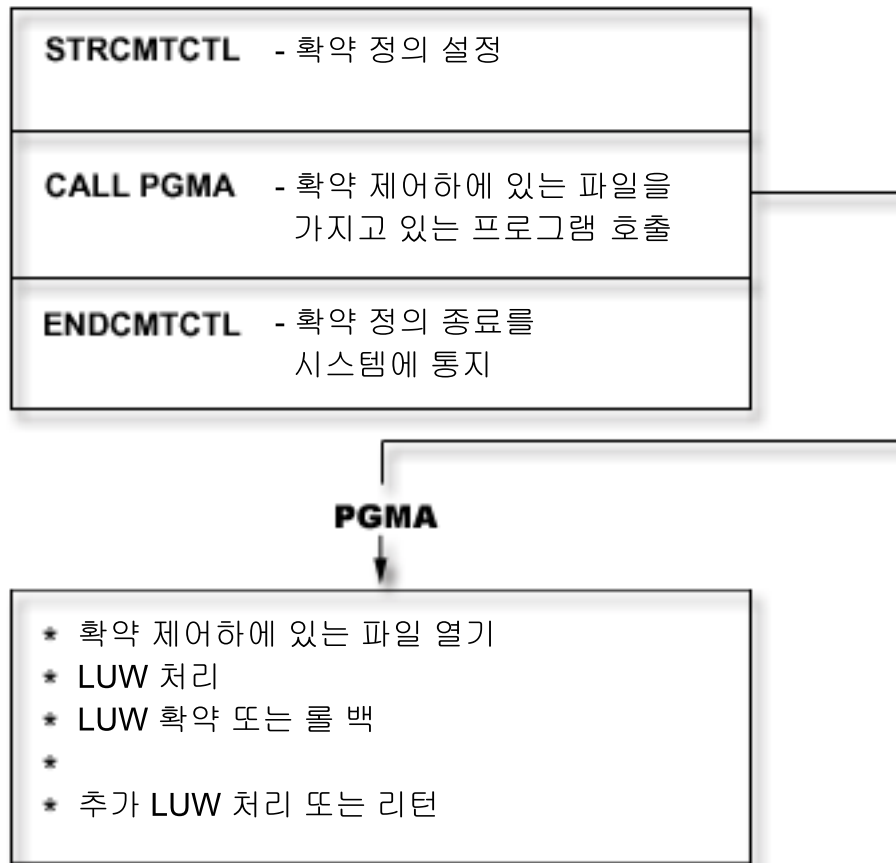 STRCMTCTL - 확약 정의 설정
CALL PGMA - 확약 제어하에 있는 파일을
가지고 있는 프로그램 호출
ENDCMTCTL - 확약 정의 종료를
시스템에 통지
PGMA
* 확약 제어하에 있는 파일 열기
* LUW 처리
* LUW 확약 또는 롤 백
*
* 추가 LUW 처리 또는 리턴